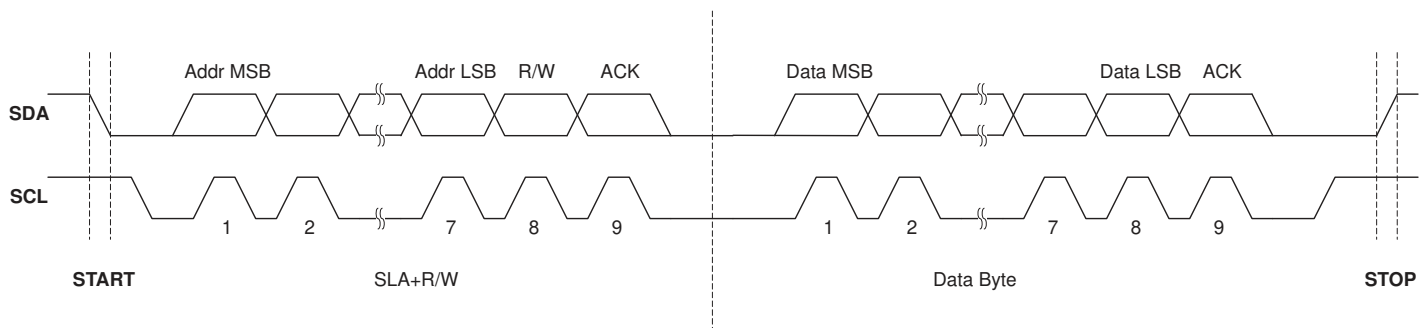 Addr MSB Addr LSB R/W ACK Data MSB Data LSB ACK
SDA
SCL
1 2 7 8 9 1 2 7 8 9
START SLA+R/W Data Byte STOP